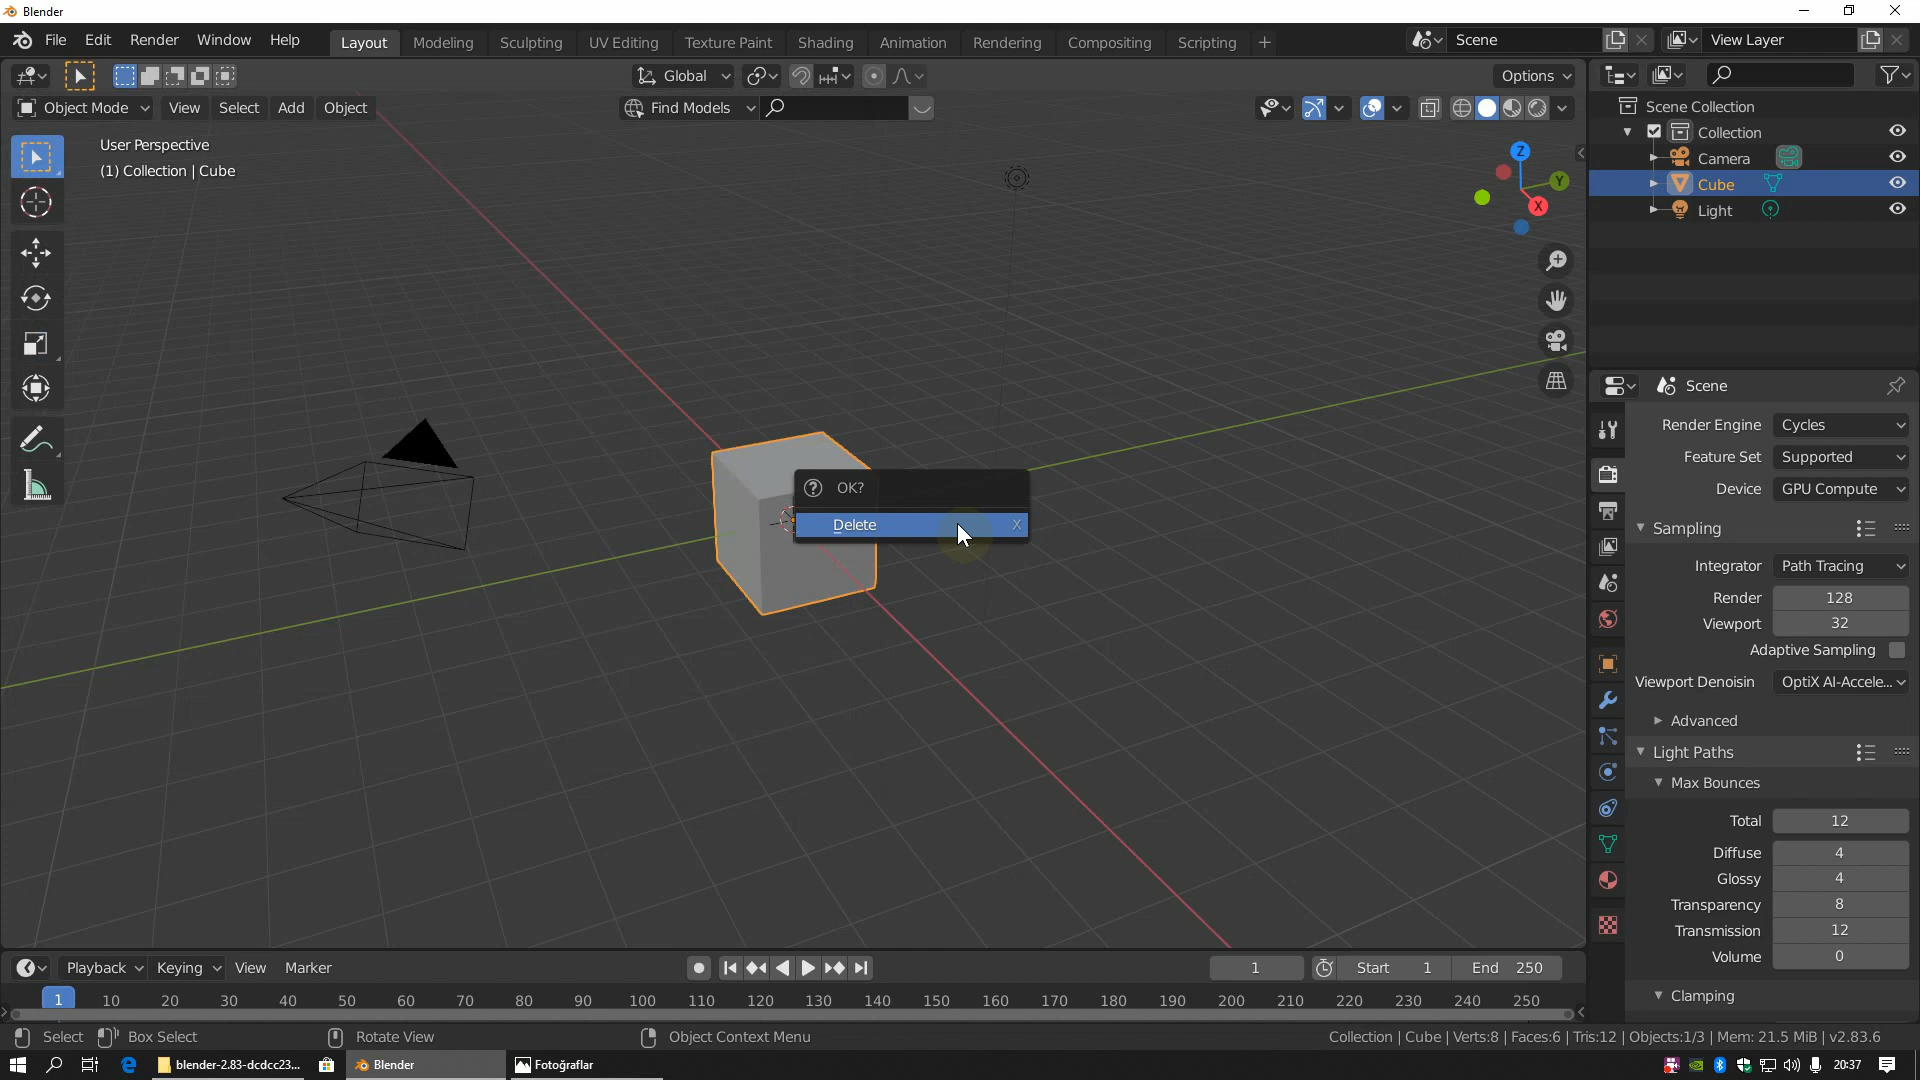 Blender
File Edit Render Window Help Layout Modeling Sculpting UV Editing Texture Paint Shading Animation Rendering Compositing Scripting + Scene View Layer
Global Options
Object Mode View Select Add Object Find Models
User Perspective
(1) Collection | Cube
Z
Y
X
Scene Collection
Collection
Camera
Cube
Light
OK?
Delete X
Scene
Render Engine Cycles
Feature Set Supported
Device GPU Compute
Sampling
Integrator Path Tracing
Render 128
Viewport 32
Adaptive Sampling
Viewport Denoisin OptiX AI-Accele...
Advanced
Light Paths
Max Bounces
Total 12
Diffuse 4
Glossy 4
Transparency 8
Transmission 12
Volume 0
Clamping
Playback Keying View Marker 1 Start 1 End 250
1 10 20 30 40 50 60 70 80 90 100 110 120 130 140 150 160 170 180 190 200 210 220 230 240 250
Select Box Select Rotate View Object Context Menu Collection | Cube | Verts:8 | Faces:6 | Tris:12 | Objects:1/3 | Mem: 21.5 MiB | v2.83.6
blender-2.83-dcdcc23... Blender Fotoğraflar 20:37